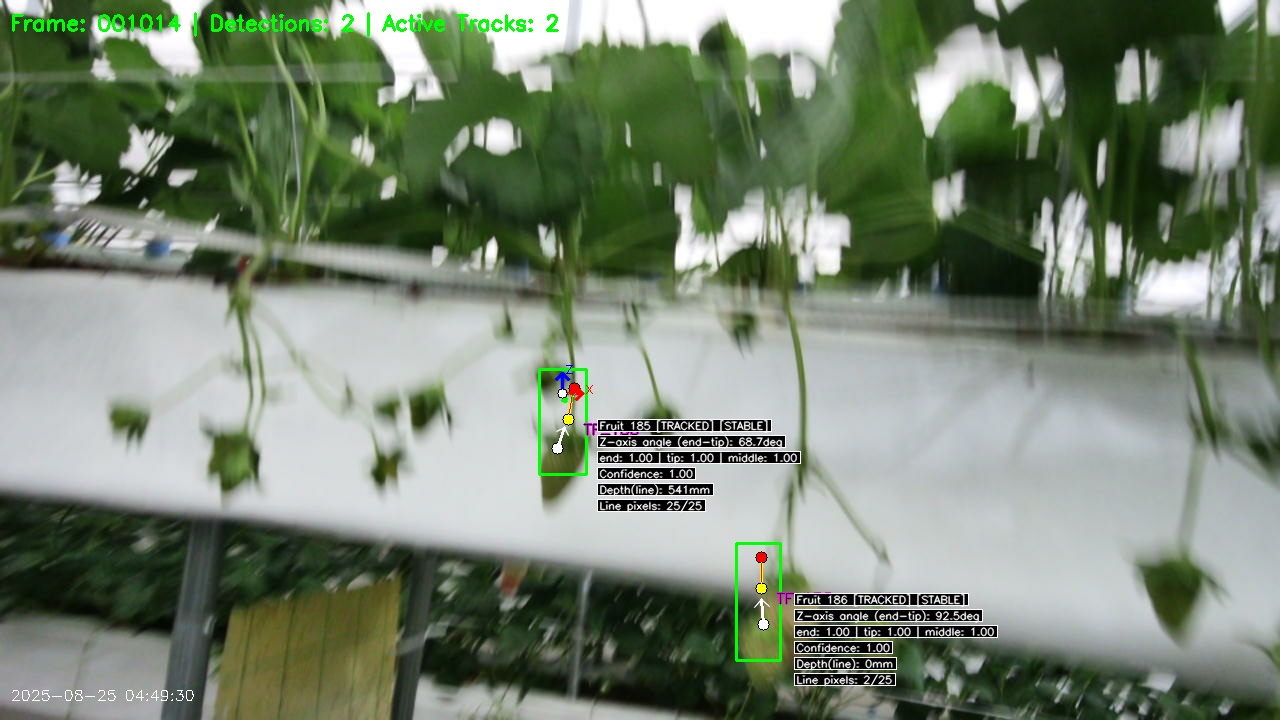 Frame: 001014 | Detections: 2 | Active Tracks: 2
Z
X
Fruit 185 [TRACKED] [STABLE]
Z-axis angle (end-tip): 68.7deg
end: 1.00 | tip: 1.00 | middle: 1.00
Confidence: 1.00
Depth(line): 541mm
Line pixels: 25/25
Fruit 186 [TRACKED] [STABLE]
Z-axis angle (end-tip): 92.5deg
end: 1.00 | tip: 1.00 | middle: 1.00
Confidence: 1.00
Depth(line): 0mm
Line pixels: 2/25
2025-08-25 04:49:30